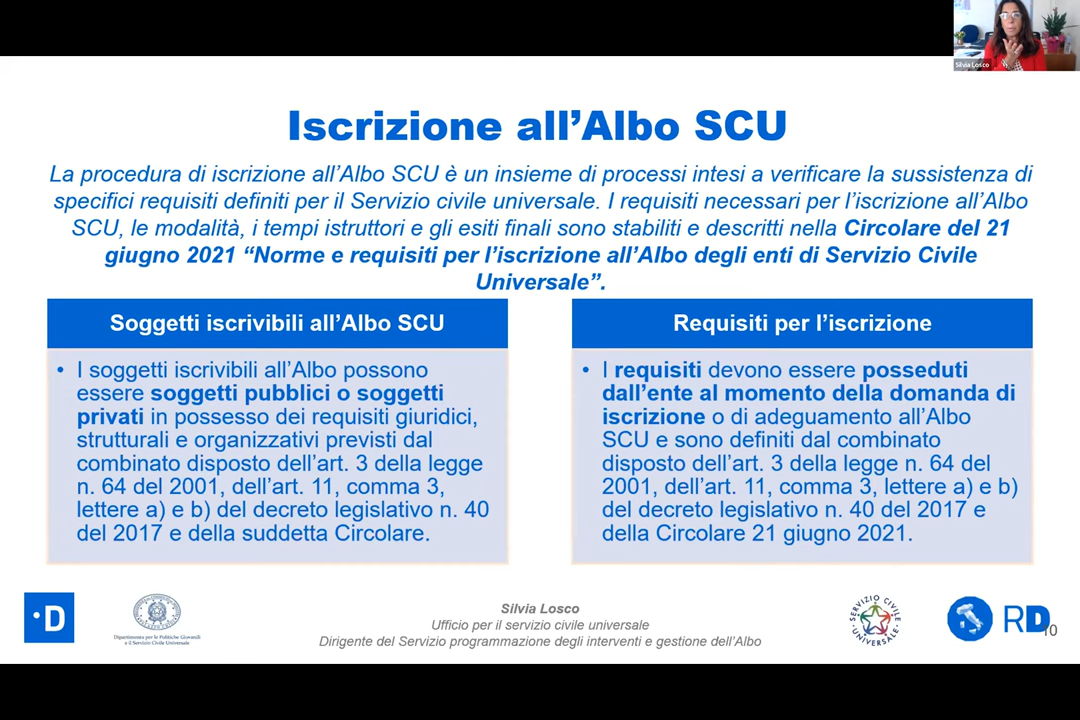 Silvia Losco
Iscrizione all’Albo SCU
La procedura di iscrizione all’Albo SCU è un insieme di processi intesi a verificare la sussistenza di
specifici requisiti definiti per il Servizio civile universale. I requisiti necessari per l’iscrizione all’Albo
SCU, le modalità, i tempi istruttori e gli esiti finali sono stabiliti e descritti nella Circolare del 21
giugno 2021 “Norme e requisiti per l’iscrizione all’Albo degli enti di Servizio Civile
Universale”.
Soggetti iscrivibili all’Albo SCU
• I soggetti iscrivibili all’Albo possono
essere soggetti pubblici o soggetti
privati in possesso dei requisiti giuridici,
strutturali e organizzativi previsti dal
combinato disposto dell’art. 3 della legge
n. 64 del 2001, dell’art. 11, comma 3,
lettere a) e b) del decreto legislativo n. 40
del 2017 e della suddetta Circolare.
Requisiti per l’iscrizione
• I requisiti devono essere posseduti
dall’ente al momento della domanda di
iscrizione o di adeguamento all’Albo
SCU e sono definiti dal combinato
disposto dell’art. 3 della legge n. 64 del
2001, dell’art. 11, comma 3, lettere a) e b)
del decreto legislativo n. 40 del 2017 e
della Circolare 21 giugno 2021.
·D
Dipartimento per le Politiche Giovanili
e il Servizio Civile Universale
Silvia Losco
Ufficio per il servizio civile universale
Dirigente del Servizio programmazione degli interventi e gestione dell’Albo
SERVIZIO CIVILE
UNIVERSALE
RD
10